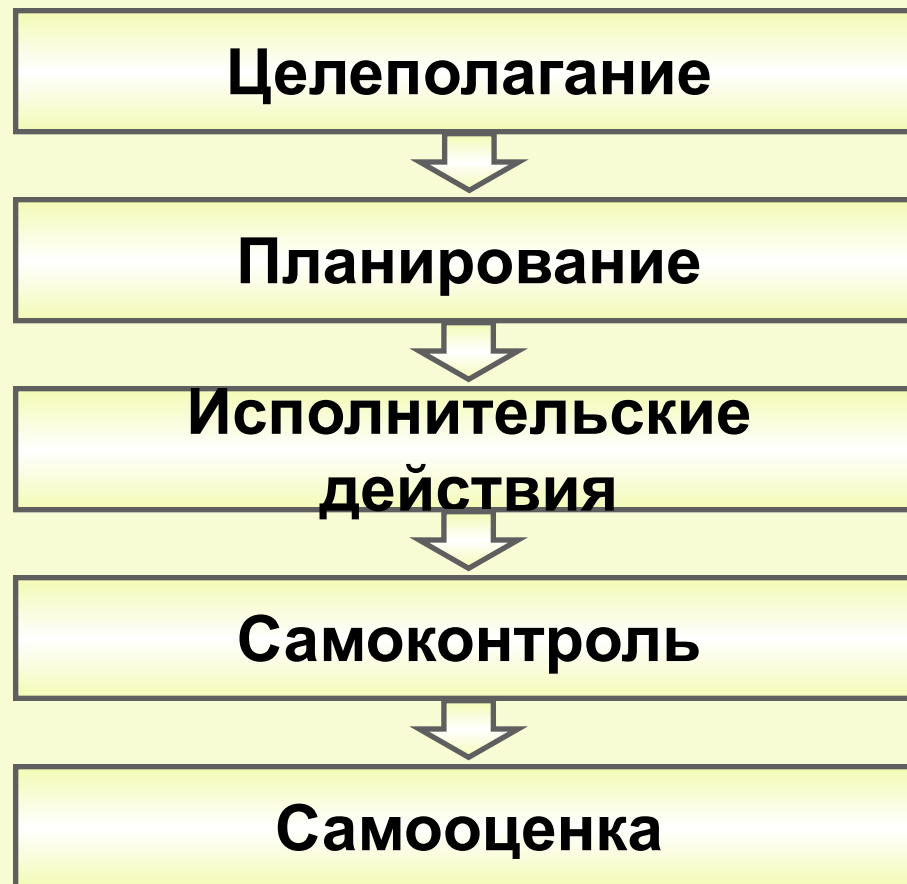 Целеполагание
Планирование
Исполнительские
действия
Самоконтроль
Самооценка